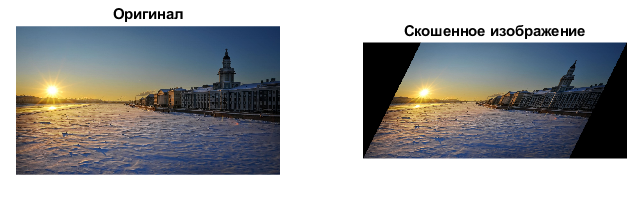 Оригинал
Скошенное изображение